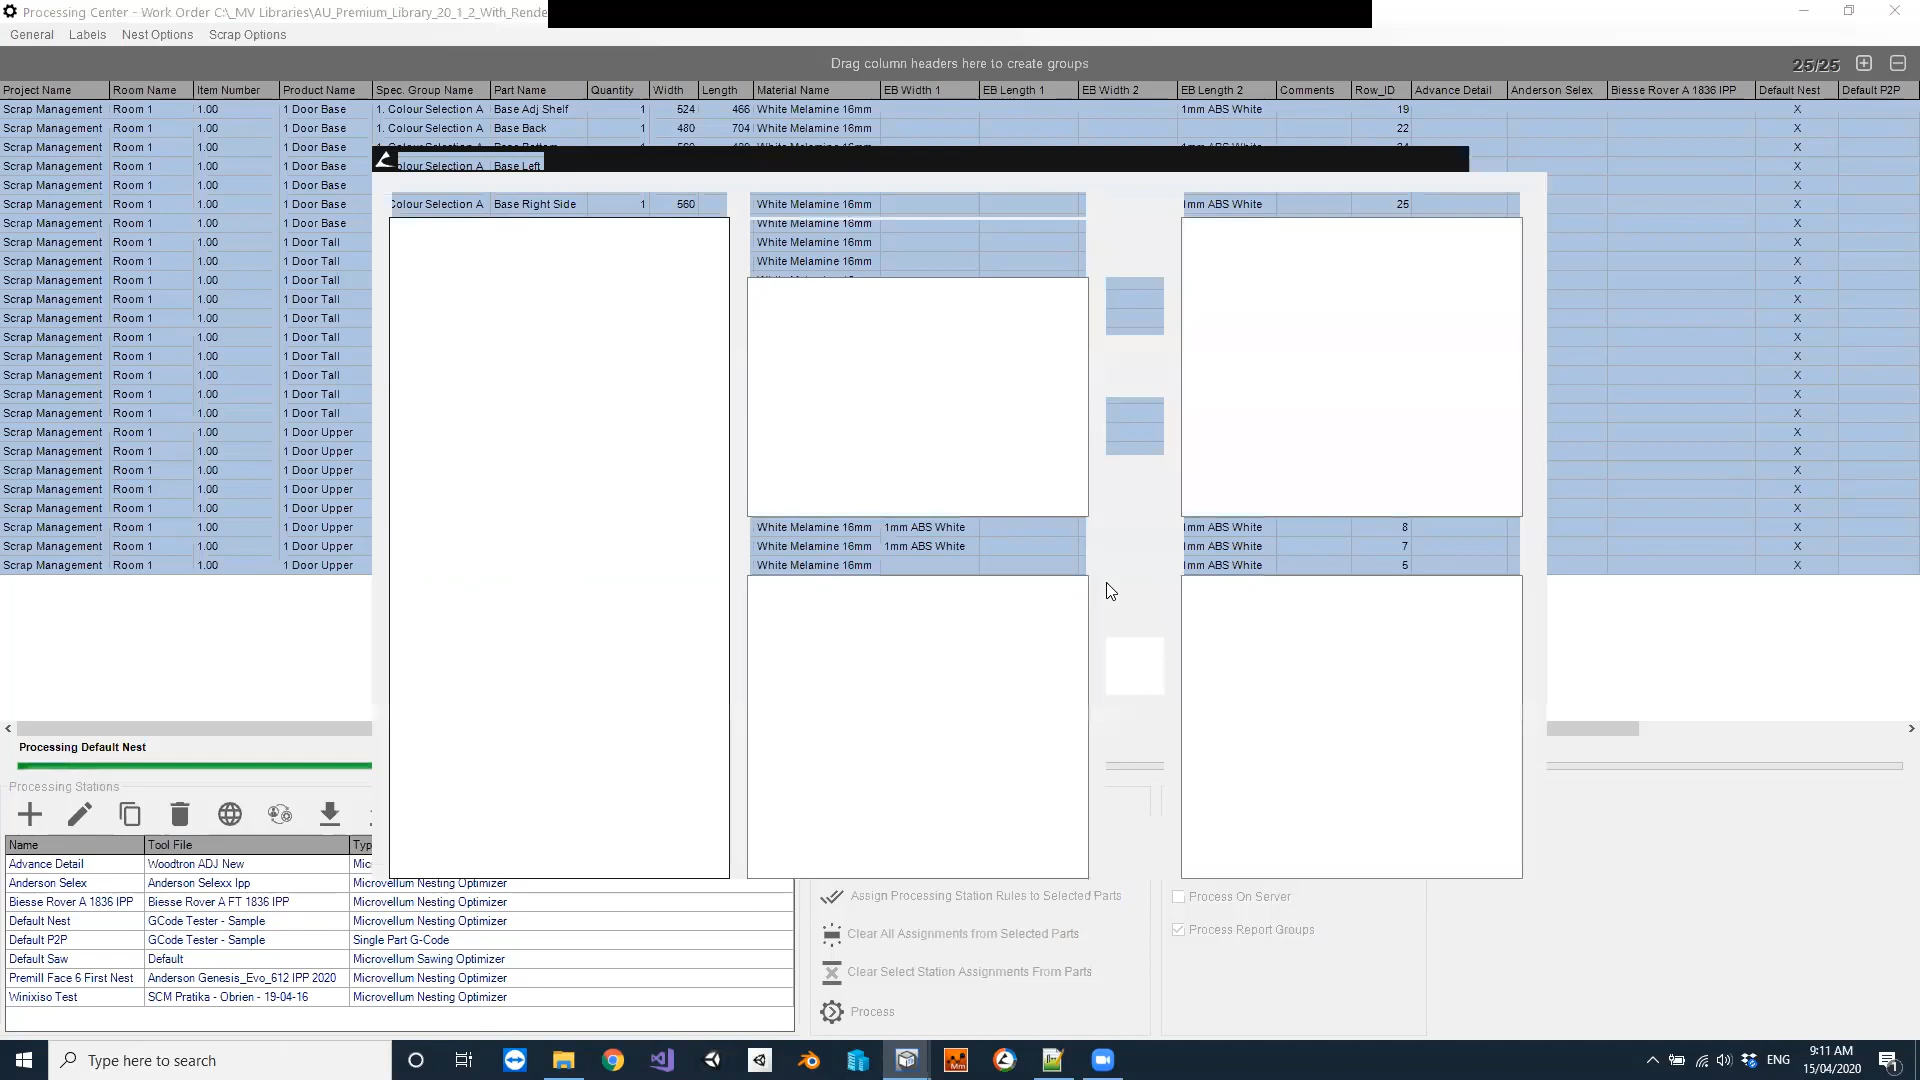 Processing Center - Work Order C:\_MV Libraries\AU_Premium_Library_20_1_2_With_Rende
General Labels Nest Options Scrap Options
Drag column headers here to create groups 25/25
Project Name Room Name Item Number Product Name Spec. Group Name Part Name Quantity Width Length Material Name EB Width 1 EB Length 1 EB Width 2 EB Length 2 Comments Row_ID Advance Detail Anderson Selex Biesse Rover A 1836 IPP Default Nest Default P2P
Scrap Management Room 1 1.00 1 Door Base 1. Colour Selection A Base Adj Shelf 1 524 466 White Melamine 16mm 1mm ABS White 19 X
Scrap Management Room 1 1.00 1 Door Base 1. Colour Selection A Base Back 1 480 704 White Melamine 16mm 22 X
Scrap Management Room 1 1.00 1 Door Base X
Scrap Management Room 1 1.00 1 Door Base Colour Selection A Base Left X
Scrap Management Room 1 1.00 1 Door Base X
Scrap Management Room 1 1.00 1 Door Base Colour Selection A Base Right Side 1 560 White Melamine 16mm 1mm ABS White 25 X
Scrap Management Room 1 1.00 1 Door Base White Melamine 16mm X
Scrap Management Room 1 1.00 1 Door Tall White Melamine 16mm X
Scrap Management Room 1 1.00 1 Door Tall White Melamine 16mm X
Scrap Management Room 1 1.00 1 Door Tall X
Scrap Management Room 1 1.00 1 Door Tall X
Scrap Management Room 1 1.00 1 Door Tall X
Scrap Management Room 1 1.00 1 Door Tall X
Scrap Management Room 1 1.00 1 Door Tall X
Scrap Management Room 1 1.00 1 Door Tall X
Scrap Management Room 1 1.00 1 Door Tall X
Scrap Management Room 1 1.00 1 Door Tall X
Scrap Management Room 1 1.00 1 Door Upper X
Scrap Management Room 1 1.00 1 Door Upper X
Scrap Management Room 1 1.00 1 Door Upper X
Scrap Management Room 1 1.00 1 Door Upper X
Scrap Management Room 1 1.00 1 Door Upper X
Scrap Management Room 1 1.00 1 Door Upper White Melamine 16mm 1mm ABS White 1mm ABS White 8 X
Scrap Management Room 1 1.00 1 Door Upper White Melamine 16mm 1mm ABS White 1mm ABS White 7 X
Scrap Management Room 1 1.00 1 Door Upper White Melamine 16mm 1mm ABS White 5 X
Processing Default Nest
Processing Stations
Name Tool File Typ
Advance Detail Woodtron ADJ New Mic
Anderson Selex Anderson Selexx Ipp Microvellum Nesting Optimizer
Biesse Rover A 1836 IPP Biesse Rover A FT 1836 IPP Microvellum Nesting Optimizer
Default Nest GCode Tester - Sample Microvellum Nesting Optimizer
Default P2P GCode Tester - Sample Single Part G-Code
Default Saw Default Microvellum Sawing Optimizer
Premill Face 6 First Nest Anderson Genesis_Evo_612 IPP 2020 Microvellum Nesting Optimizer
Winixiso Test SCM Pratika - Obrien - 19-04-16 Microvellum Nesting Optimizer
Assign Processing Station Rules to Selected Parts
Clear All Assignments from Selected Parts
Clear Select Station Assignments From Parts
Process
Process On Server
Process Report Groups
Type here to search
ENG
9:11 AM
15/04/2020